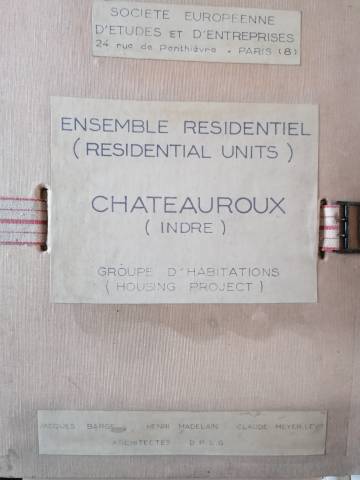 SOCIETE EUROPEENNE
D'ETUDES ET D'ENTREPRISES
24 rue de Penthièvre . PARIS (8)
ENSEMBLE RESIDENTIEL
( RESIDENTIAL UNITS )
CHATEAUROUX
( INDRE )
GROUPE D'HABITATIONS
( HOUSING PROJECT )
JACQUES BARGE HENRI MADELAIN CLAUDE MEYER-LEVY
ARCHITECTES D.P.L.G